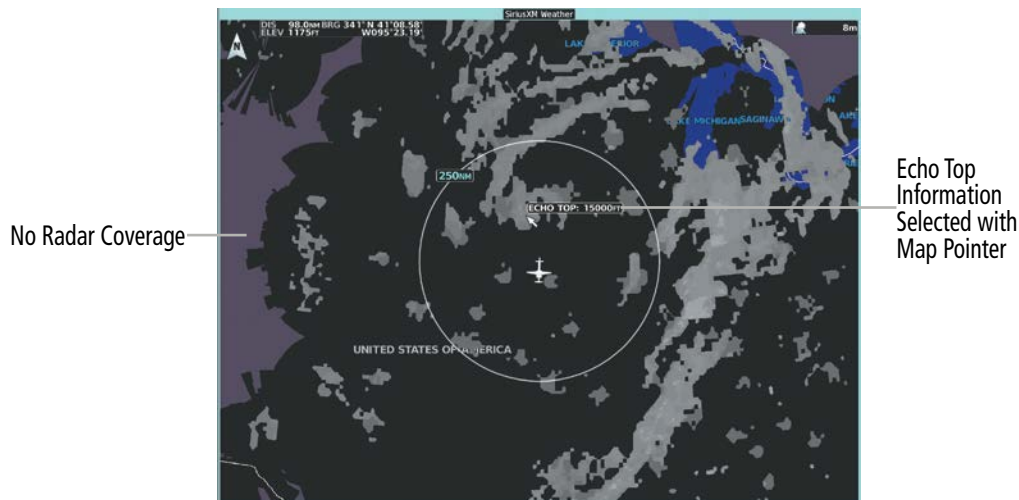 SiriusXM Weather
DIS 98.0NM BRG 341° N 41°08.58'
ELEV 1175FT W095°23.19'
N
8m
LAKE SUPERIOR
LAKE MICHIGAN
SAGINAW
LAKE
250NM
ECHO TOP: 15000FT
UNITED STATES OF AMERICA
No Radar Coverage
Echo Top
Information
Selected with
Map Pointer